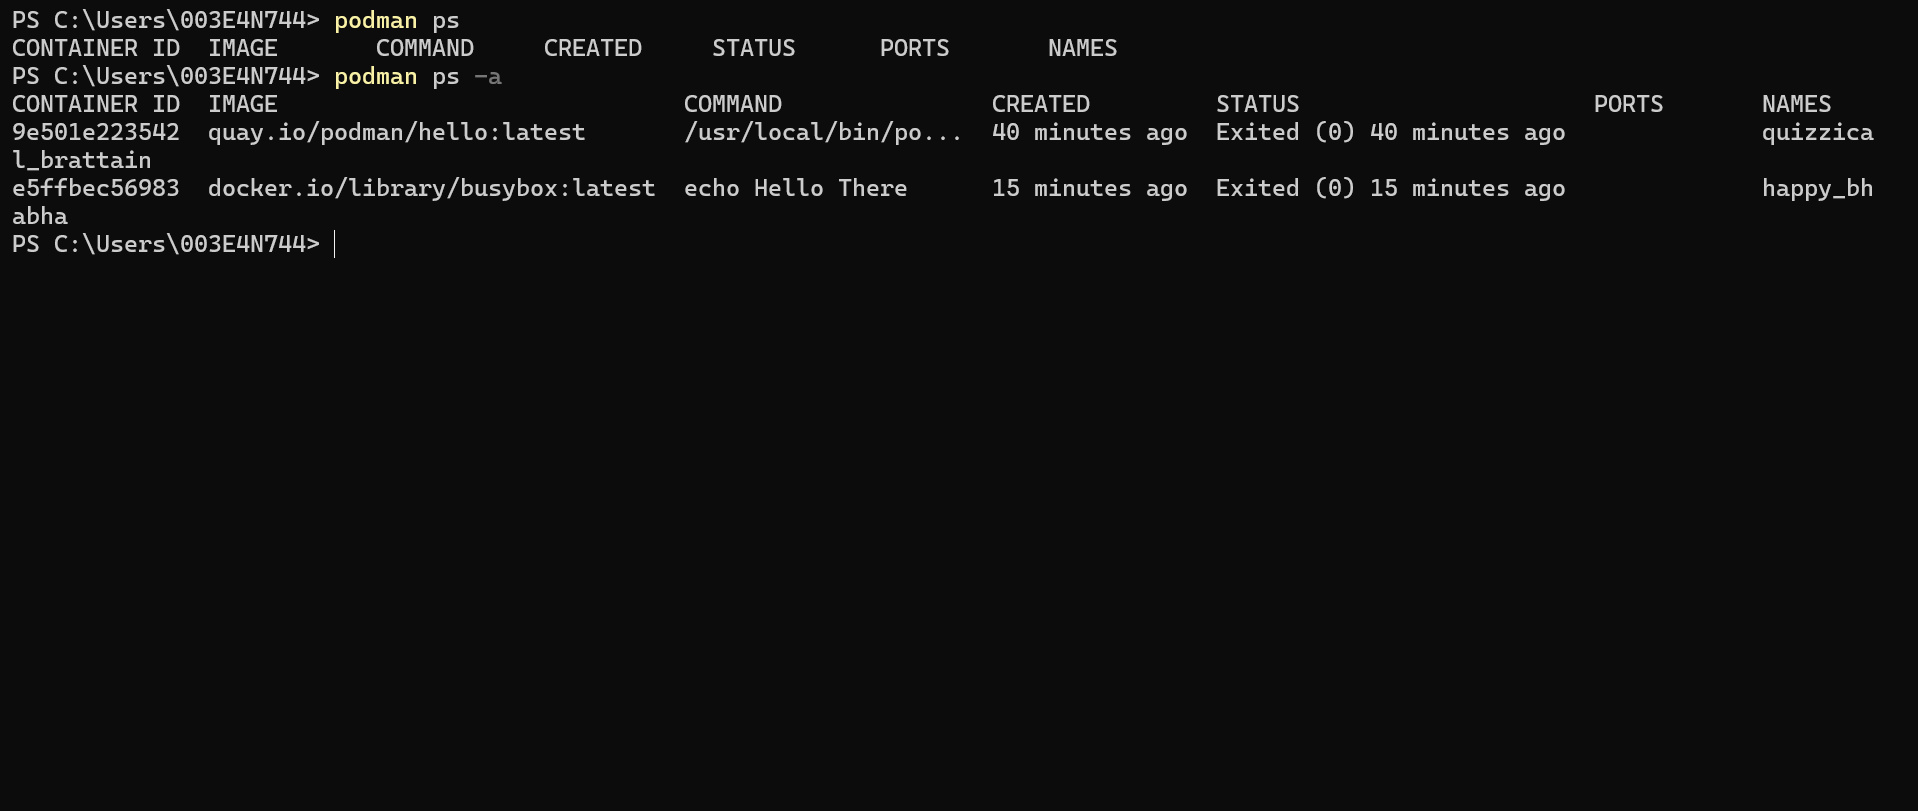 PS C:\Users\003E4N744> podman ps
CONTAINER ID  IMAGE       COMMAND     CREATED     STATUS      PORTS       NAMES
PS C:\Users\003E4N744> podman ps -a
CONTAINER ID  IMAGE                             COMMAND               CREATED         STATUS                     PORTS       NAMES
9e501e223542  quay.io/podman/hello:latest       /usr/local/bin/po...  40 minutes ago  Exited (0) 40 minutes ago              quizzica
l_brattain
e5ffbec56983  docker.io/library/busybox:latest  echo Hello There      15 minutes ago  Exited (0) 15 minutes ago              happy_bh
abha
PS C:\Users\003E4N744>